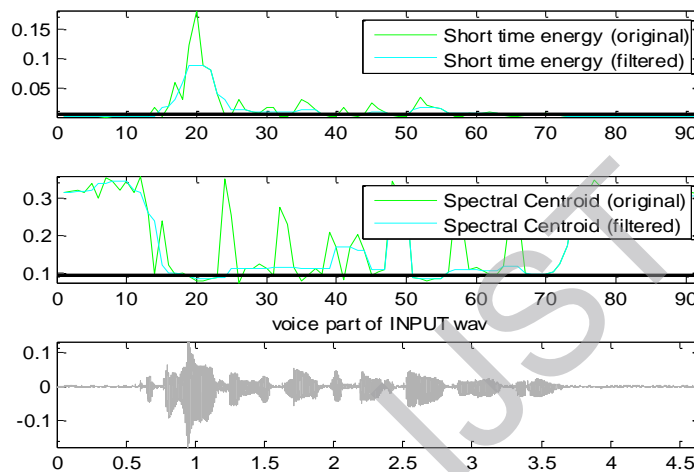 0.15
0.1
0.05
Short time energy (original)
Short time energy (filtered)
0 10 20 30 40 50 60 70 80 90
0.3
0.2
0.1
Spectral Centroid (original)
Spectral Centroid (filtered)
0 10 20 30 40 50 60 70 80 90
voice part of INPUT wav
0.1
0
-0.1
0 0.5 1 1.5 2 2.5 3 3.5 4 4.5
IJST